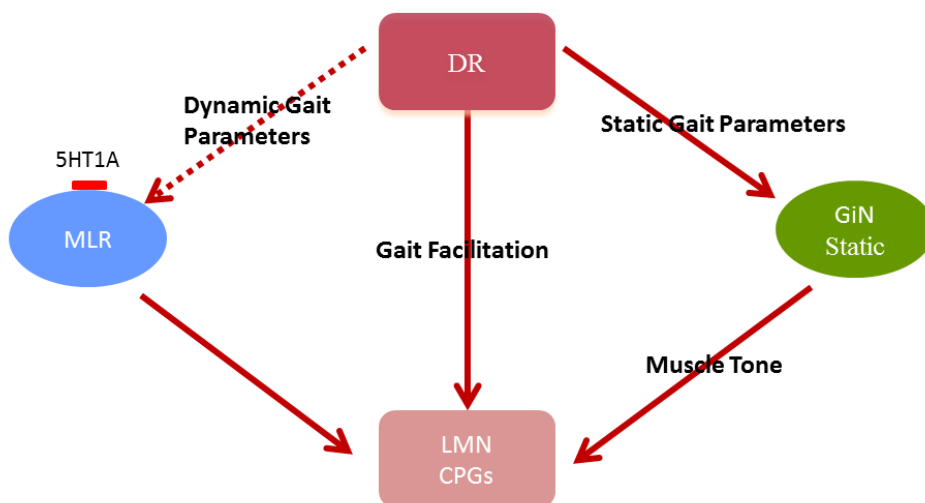 DR
Dynamic Gait
Parameters
Static Gait Parameters
5HT1A
MLR
GiN
Static
Gait Facilitation
Muscle Tone
LMN
CPGs